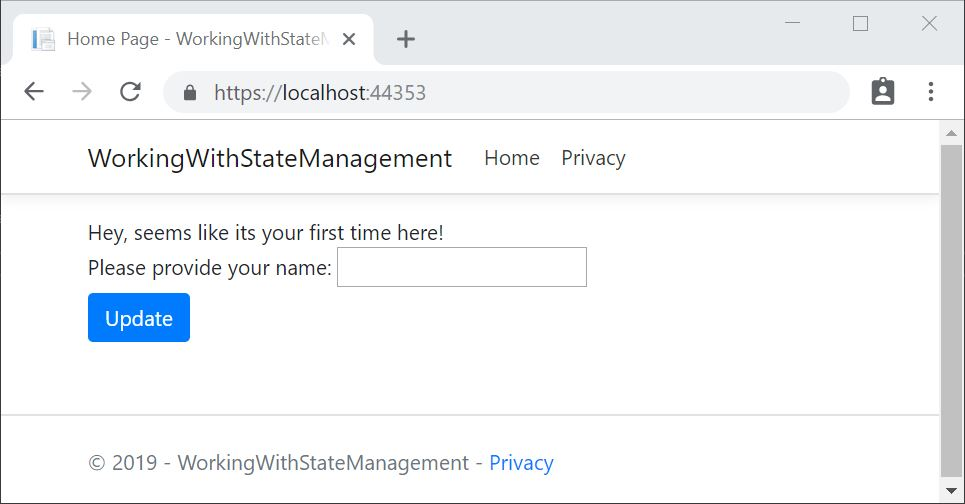 Home Page - WorkingWithStateM
https://localhost:44353
WorkingWithStateManagement Home Privacy
Hey, seems like its your first time here!
Please provide your name:
Update
© 2019 - WorkingWithStateManagement - Privacy